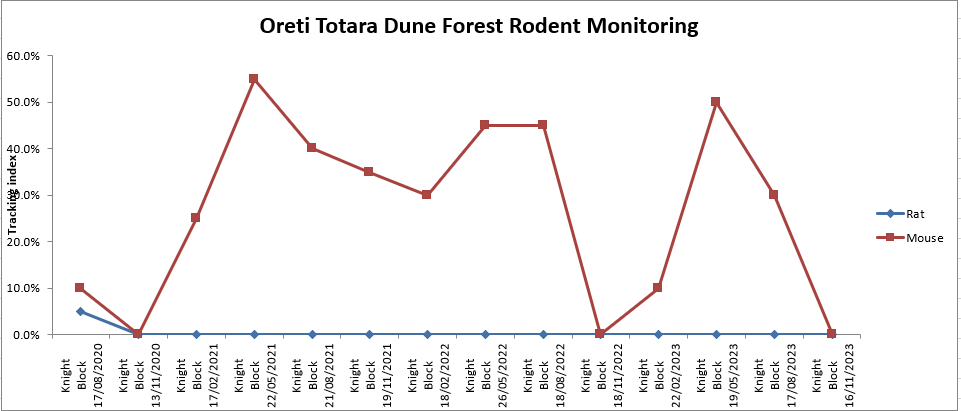 Oreti Totara Dune Forest Rodent Monitoring
60.0%
50.0%
40.0%
30.0%
20.0%
10.0%
0.0%
Tracking index
Knight
Block
17/08/2020
Knight
Block
13/11/2020
Knight
Block
17/02/2021
Knight
Block
22/05/2021
Knight
Block
21/08/2021
Knight
Block
19/11/2021
Knight
Block
18/02/2022
Knight
Block
26/05/2022
Knight
Block
18/08/2022
Knight
Block
18/11/2022
Knight
Block
22/02/2023
Knight
Block
19/05/2023
Knight
Block
17/08/2023
Knight
Block
16/11/2023
Rat
Mouse